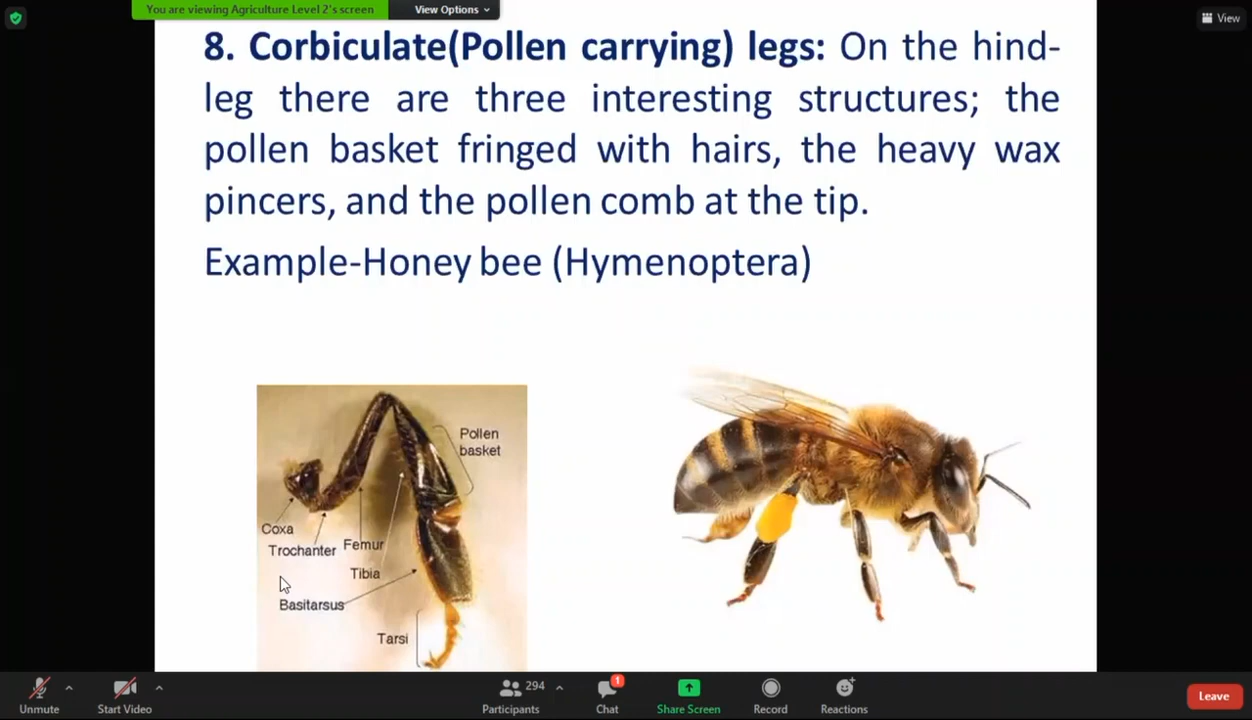 You are viewing Agriculture Level 2's screen
View Options
View
8. Corbiculate(Pollen carrying) legs: On the hind-
leg there are three interesting structures; the
pollen basket fringed with hairs, the heavy wax
pincers, and the pollen comb at the tip.
Example-Honey bee (Hymenoptera)
Pollen
basket
Coxa
Trochanter
Femur
Tibia
Basitarsus
Tarsi
Unmute
Start Video
294
Participants
1
Chat
Share Screen
Record
Reactions
Leave